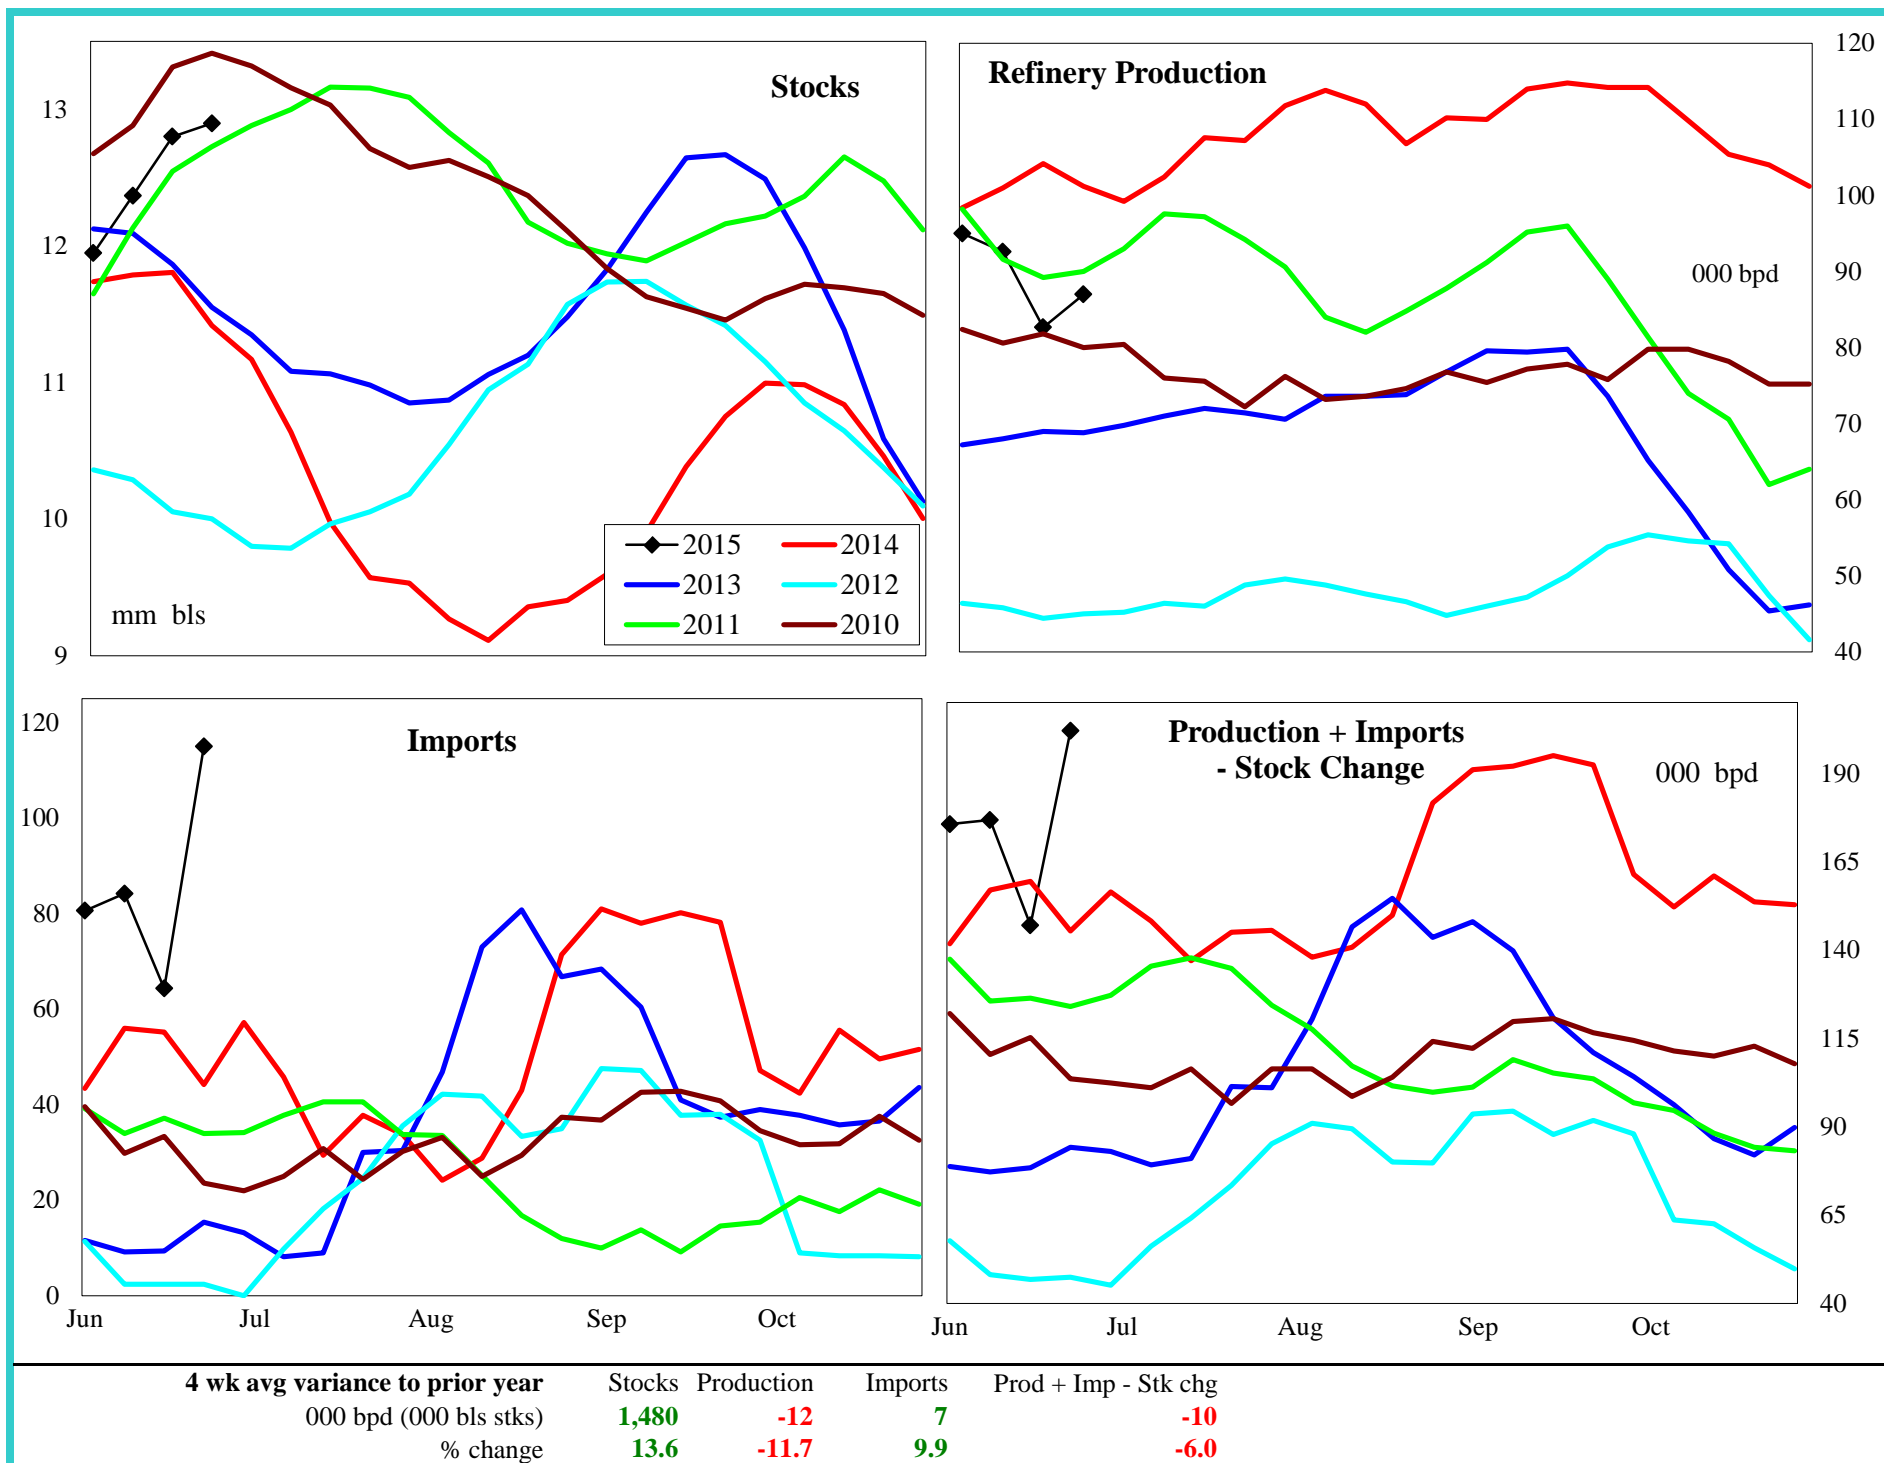 Stocks
13
12
11
10
9
mm bls
2015 2014
2013 2012
2011 2010
Refinery Production
000 bpd
120
110
100
90
80
70
60
50
40
Imports
120
100
80
60
40
20
0
Jun Jul Aug Sep Oct
Production + Imports
- Stock Change
000 bpd
190
165
140
115
90
65
40
Jun Jul Aug Sep Oct
4 wk avg variance to prior year Stocks Production Imports Prod + Imp - Stk chg
000 bpd (000 bls stks) 1,480 -12 7 -10
% change 13.6 -11.7 9.9 -6.0